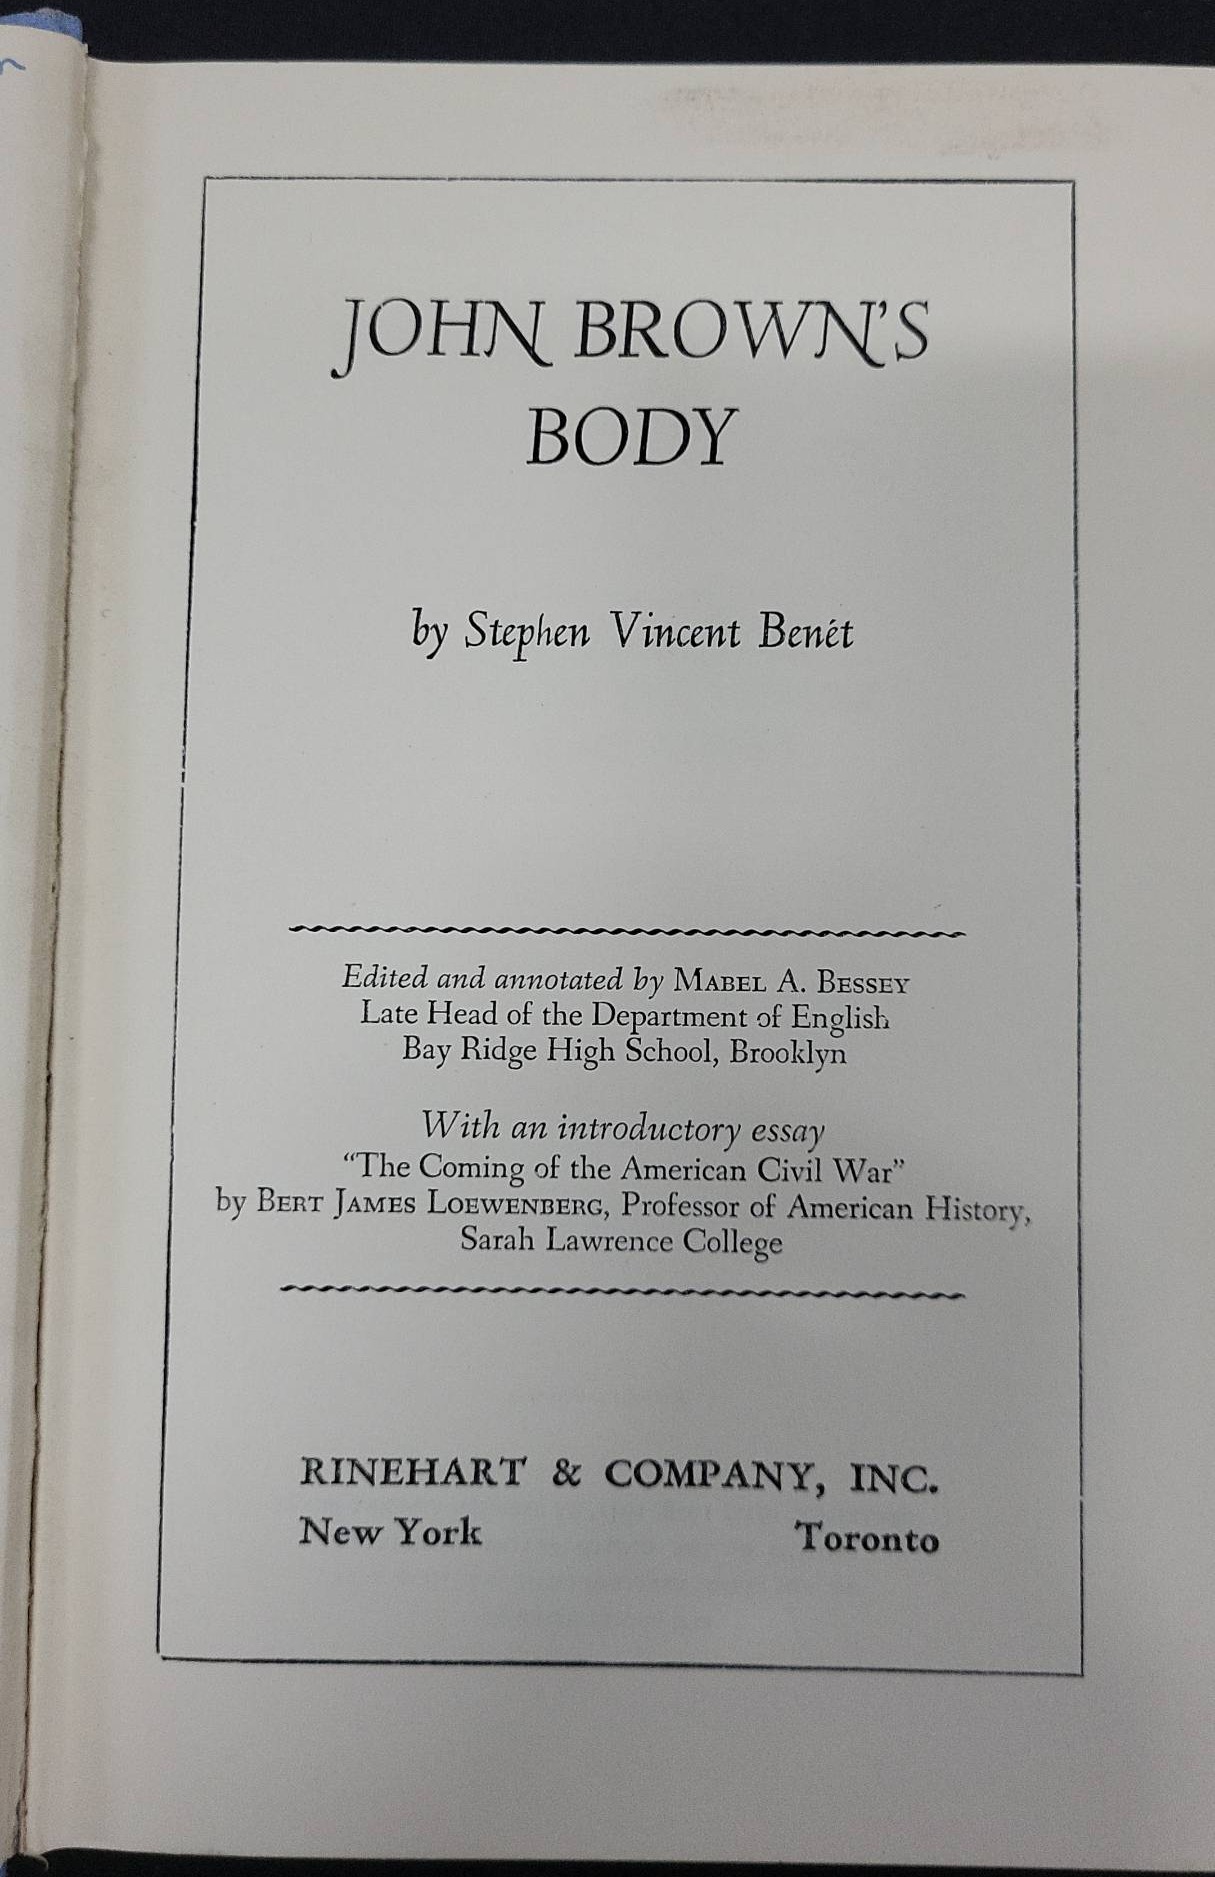 JOHN BROWN'S
BODY
by Stephen Vincent Benét
Edited and annotated by MABEL A. BESSEY
Late Head of the Department of English
Bay Ridge High School, Brooklyn
With an introductory essay
“The Coming of the American Civil War”
by BERT JAMES LOEWENBERG, Professor of American History,
Sarah Lawrence College
RINEHART & COMPANY, INC.
New York Toronto